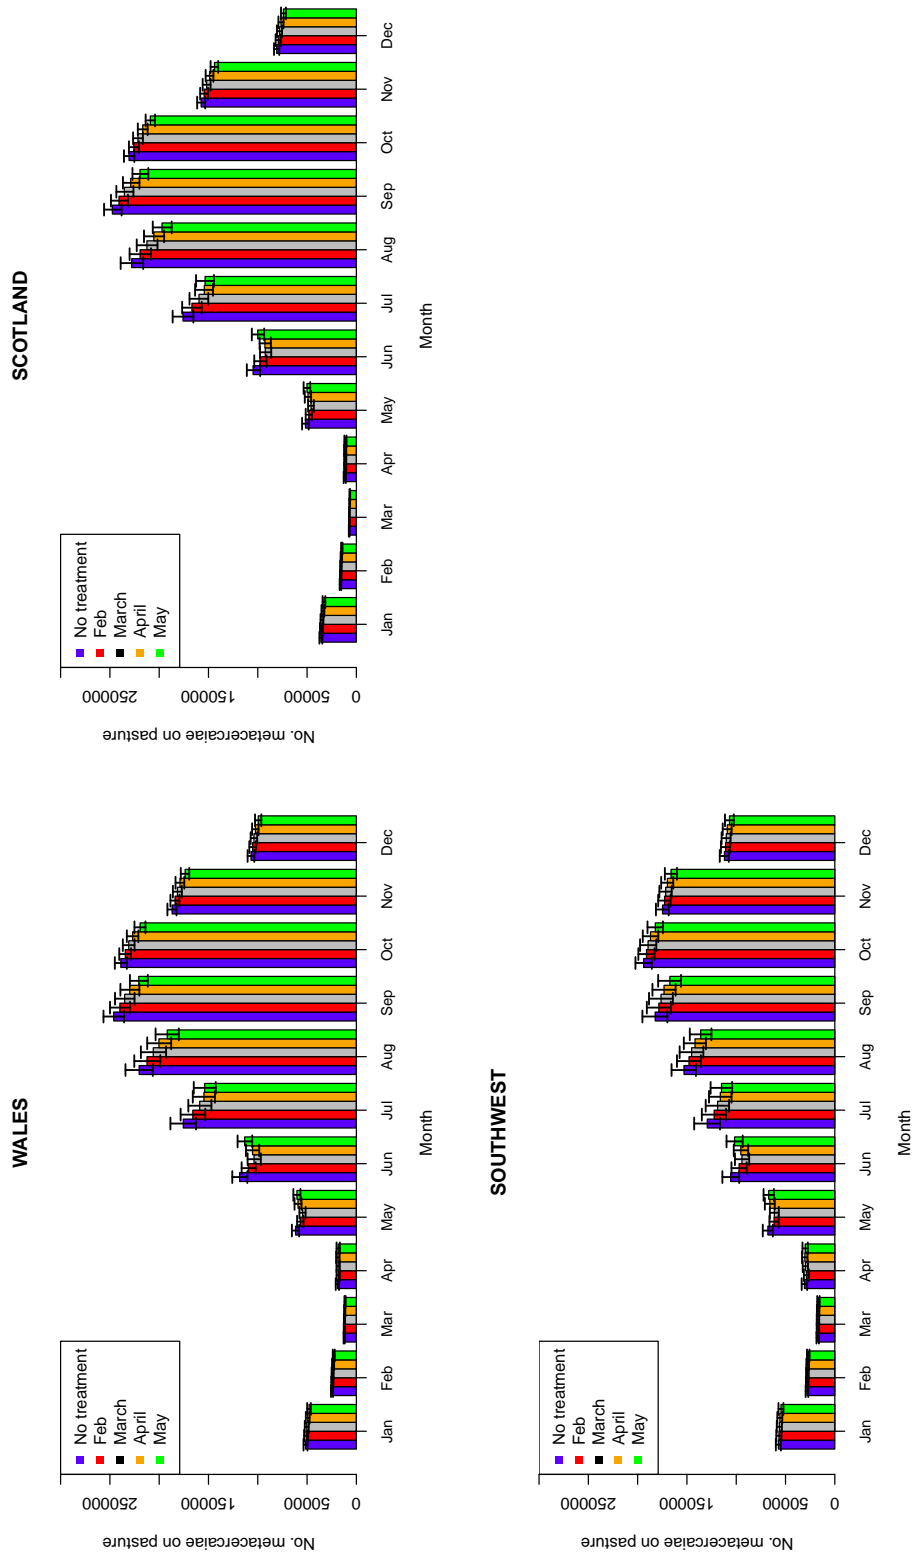 WALES
No. metacercaiae on pasture
0
50000
150000
250000
No treatment
Feb
March
April
May
Jan
Feb
Mar
Apr
May
Jun
Jul
Aug
Sep
Oct
Nov
Dec
Month
SCOTLAND
No. metacercaiae on pasture
0
50000
150000
250000
No treatment
Feb
March
April
May
Jan
Feb
Mar
Apr
May
Jun
Jul
Aug
Sep
Oct
Nov
Dec
Month
SOUTHWEST
No. metacercaiae on pasture
0
50000
150000
250000
No treatment
Feb
March
April
May
Jan
Feb
Mar
Apr
May
Jun
Jul
Aug
Sep
Oct
Nov
Dec
Month